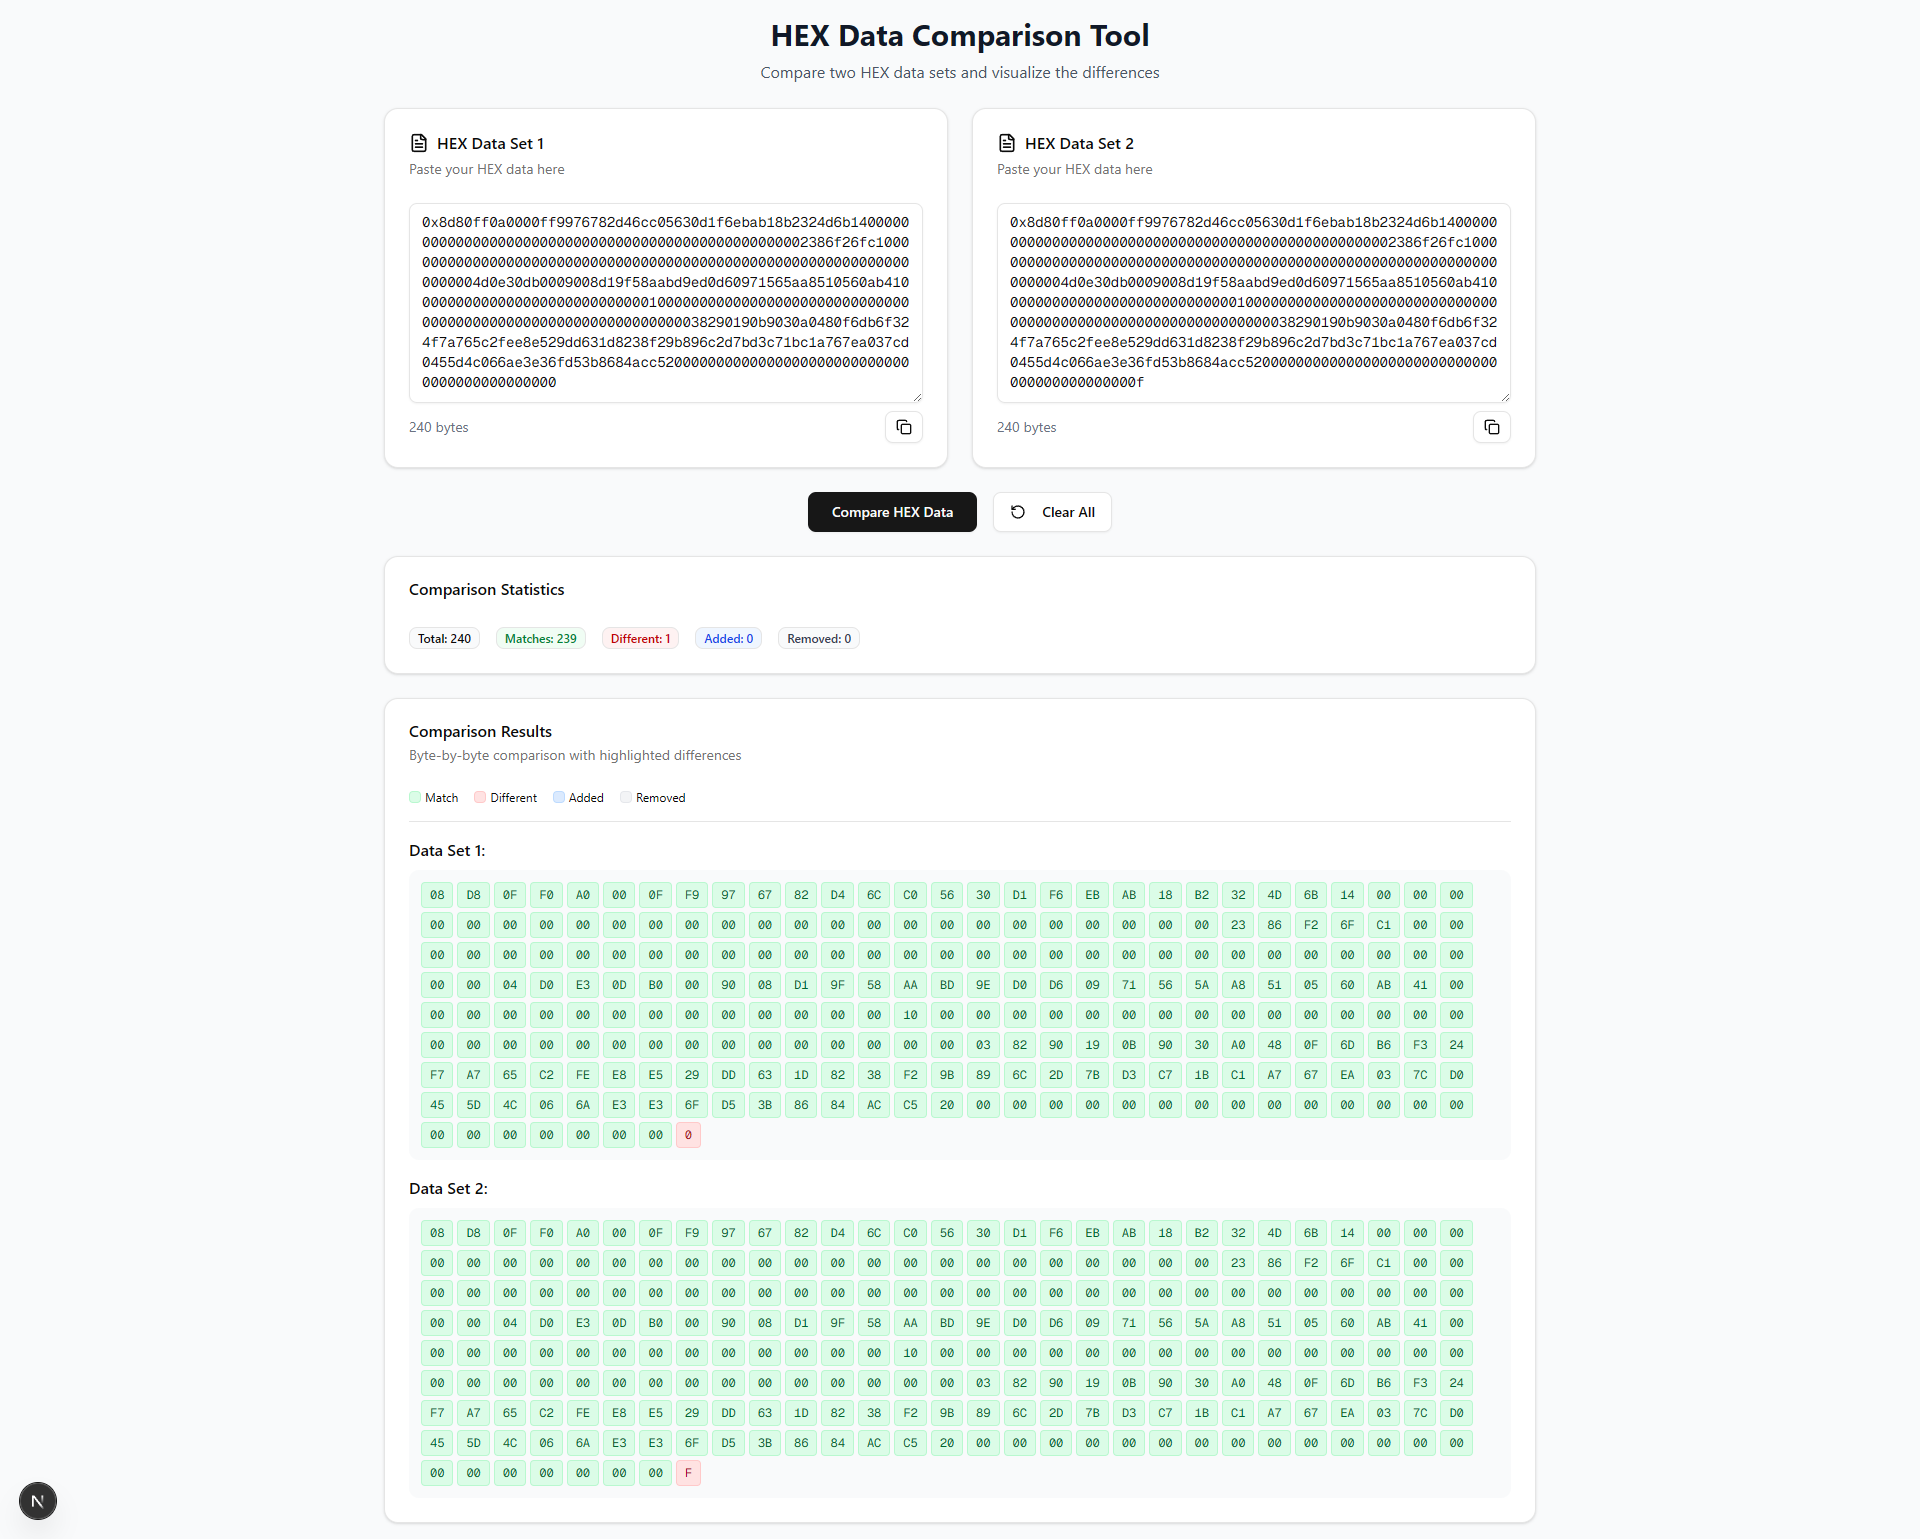 HEX Data Comparison Tool
Compare two HEX data sets and visualize the differences
HEX Data Set 1
Paste your HEX data here
0x8d80ff0a0000ff9976782d46cc05630d1f6ebab18b2324d6b1400000
0000000000000000000000000000000000000000000002386f26fc1000
0000000000000000000000000000000000000000000000000000000000
0000004d0e30db0009008d19f58aabd9ed0d60971565aa8510560ab410
0000000000000000000000000001000000000000000000000000000000
0000000000000000000000000000000038290190b9030a0480f6db6f32
4f7a765c2fee8e529dd631d8238f29b896c2d7bd3c71bc1a767ea037cd
0455d4c066ae3e36fd53b8684acc520000000000000000000000000000
0000000000000000
240 bytes
HEX Data Set 2
Paste your HEX data here
0x8d80ff0a0000ff9976782d46cc05630d1f6ebab18b2324d6b1400000
0000000000000000000000000000000000000000000002386f26fc1000
0000000000000000000000000000000000000000000000000000000000
0000004d0e30db0009008d19f58aabd9ed0d60971565aa8510560ab410
0000000000000000000000000001000000000000000000000000000000
0000000000000000000000000000000038290190b9030a0480f6db6f32
4f7a765c2fee8e529dd631d8238f29b896c2d7bd3c71bc1a767ea037cd
0455d4c066ae3e36fd53b8684acc520000000000000000000000000000
000000000000000f
240 bytes
Compare HEX Data
Clear All
Comparison Statistics
Total: 240 Matches: 239 Different: 1 Added: 0 Removed: 0
Comparison Results
Byte-by-byte comparison with highlighted differences
Match Different Added Removed
Data Set 1:
08 D8 0F F0 A0 00 0F F9 97 67 82 D4 6C C0 56 30 D1 F6 EB AB 18 B2 32 4D 6B 14 00 00 00
00 00 00 00 00 00 00 00 00 00 00 00 00 00 00 00 00 00 00 00 00 00 23 86 F2 6F C1 00 00
00 00 00 00 00 00 00 00 00 00 00 00 00 00 00 00 00 00 00 00 00 00 00 00 00 00 00 00 00
00 00 04 D0 E3 0D B0 00 90 08 D1 9F 58 AA BD 9E D0 D6 09 71 56 5A A8 51 05 60 AB 41 00
00 00 00 00 00 00 00 00 00 00 00 00 00 10 00 00 00 00 00 00 00 00 00 00 00 00 00 00 00
00 00 00 00 00 00 00 00 00 00 00 00 00 00 00 03 82 90 19 0B 90 30 A0 48 0F 6D B6 F3 24
F7 A7 65 C2 FE E8 E5 29 DD 63 1D 82 38 F2 9B 89 6C 2D 7B D3 C7 1B C1 A7 67 EA 03 7C D0
45 5D 4C 06 6A E3 E3 6F D5 3B 86 84 AC C5 20 00 00 00 00 00 00 00 00 00 00 00 00 00 00
00 00 00 00 00 00 00 0
Data Set 2:
08 D8 0F F0 A0 00 0F F9 97 67 82 D4 6C C0 56 30 D1 F6 EB AB 18 B2 32 4D 6B 14 00 00 00
00 00 00 00 00 00 00 00 00 00 00 00 00 00 00 00 00 00 00 00 00 00 23 86 F2 6F C1 00 00
00 00 00 00 00 00 00 00 00 00 00 00 00 00 00 00 00 00 00 00 00 00 00 00 00 00 00 00 00
00 00 04 D0 E3 0D B0 00 90 08 D1 9F 58 AA BD 9E D0 D6 09 71 56 5A A8 51 05 60 AB 41 00
00 00 00 00 00 00 00 00 00 00 00 00 00 10 00 00 00 00 00 00 00 00 00 00 00 00 00 00 00
00 00 00 00 00 00 00 00 00 00 00 00 00 00 00 03 82 90 19 0B 90 30 A0 48 0F 6D B6 F3 24
F7 A7 65 C2 FE E8 E5 29 DD 63 1D 82 38 F2 9B 89 6C 2D 7B D3 C7 1B C1 A7 67 EA 03 7C D0
45 5D 4C 06 6A E3 E3 6F D5 3B 86 84 AC C5 20 00 00 00 00 00 00 00 00 00 00 00 00 00 00
00 00 00 00 00 00 00 F
N